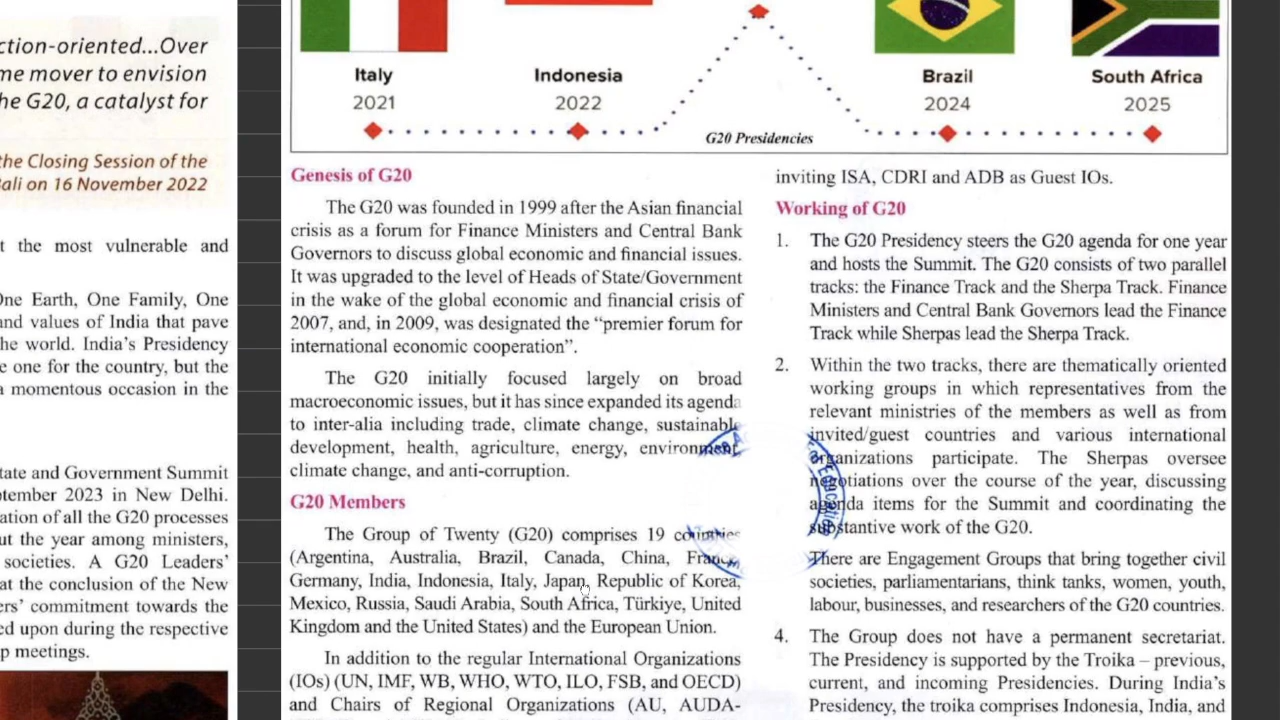 ction-oriented...Over
me mover to envision
he G20, a catalyst for
the Closing Session of the
ali on 16 November 2022
t the most vulnerable and
One Earth, One Family, One
and values of India that pave
he world. India's Presidency
e one for the country, but the
a momentous occasion in the
tate and Government Summit
tember 2023 in New Delhi.
ation of all the G20 processes
ut the year among ministers,
societies. A G20 Leaders'
at the conclusion of the New
ers' commitment towards the
ed upon during the respective
p meetings.
Italy
2021
Indonesia
2022
Brazil
2024
South Africa
2025
G20 Presidencies
Genesis of G20
The G20 was founded in 1999 after the Asian financial
crisis as a forum for Finance Ministers and Central Bank
Governors to discuss global economic and financial issues.
It was upgraded to the level of Heads of State/Government
in the wake of the global economic and financial crisis of
2007, and, in 2009, was designated the “premier forum for
international economic cooperation”.
The G20 initially focused largely on broad
macroeconomic issues, but it has since expanded its agenda
to inter-alia including trade, climate change, sustainable
development, health, agriculture, energy, environment,
climate change, and anti-corruption.
G20 Members
The Group of Twenty (G20) comprises 19 countries
(Argentina, Australia, Brazil, Canada, China, France,
Germany, India, Indonesia, Italy, Japan, Republic of Korea,
Mexico, Russia, Saudi Arabia, South Africa, Türkiye, United
Kingdom and the United States) and the European Union.
In addition to the regular International Organizations
(IOs) (UN, IMF, WB, WHO, WTO, ILO, FSB, and OECD)
and Chairs of Regional Organizations (AU, AUDA-
inviting ISA, CDRI and ADB as Guest IOs.
Working of G20
1. The G20 Presidency steers the G20 agenda for one year
and hosts the Summit. The G20 consists of two parallel
tracks: the Finance Track and the Sherpa Track. Finance
Ministers and Central Bank Governors lead the Finance
Track while Sherpas lead the Sherpa Track.
2. Within the two tracks, there are thematically oriented
working groups in which representatives from the
relevant ministries of the members as well as from
invited/guest countries and various international
organizations participate. The Sherpas oversee
negotiations over the course of the year, discussing
agenda items for the Summit and coordinating the
substantive work of the G20.
There are Engagement Groups that bring together civil
societies, parliamentarians, think tanks, women, youth,
labour, businesses, and researchers of the G20 countries.
4. The Group does not have a permanent secretariat.
The Presidency is supported by the Troika – previous,
current, and incoming Presidencies. During India's
Presidency, the troika comprises Indonesia, India, and